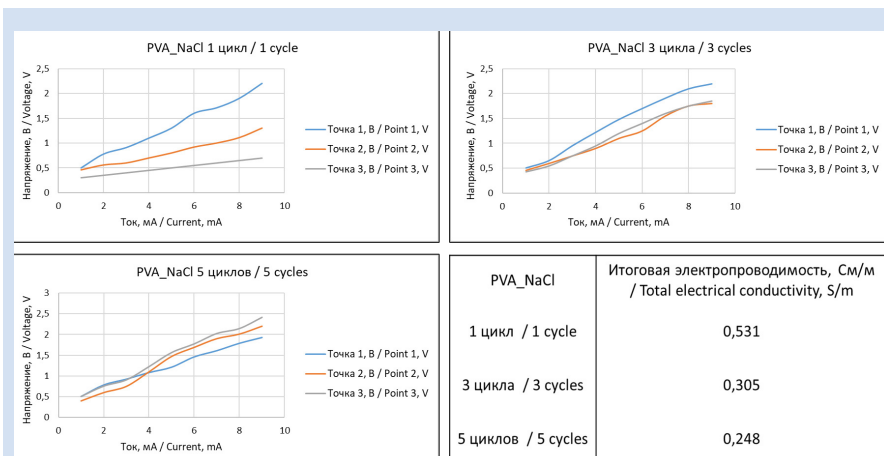 PVA_NaCl 1 цикл / 1 cycle
Напряжение, В / Voltage, V
2,5
2
1,5
1
0,5
0
0 2 4 6 8 10
Ток, мА / Current, mA
Точка 1, В / Point 1, V
Точка 2, В / Point 2, V
Точка 3, В / Point 3, V
PVA_NaCl 3 цикла / 3 cycles
Напряжение, В / Voltage, V
2,5
2
1,5
1
0,5
0
0 2 4 6 8 10
Ток, мА / Current, mA
Точка 1, В / Point 1, V
Точка 2, В / Point 2, V
Точка 3, В / Point 3, V
PVA_NaCl 5 циклов / 5 cycles
Напряжение, В / Voltage, V
3
2,5
2
1,5
1
0,5
0
0 2 4 6 8 10
Ток, мА / Current, mA
Точка 1, В / Point 1, V
Точка 2, В / Point 2, V
Точка 3, В / Point 3, V
PVA_NaCl
Итоговая электропроводимость, См/м
/ Total electrical conductivity, S/m
1 цикл / 1 cycle 0,531
3 цикла / 3 cycles 0,305
5 циклов / 5 cycles 0,248